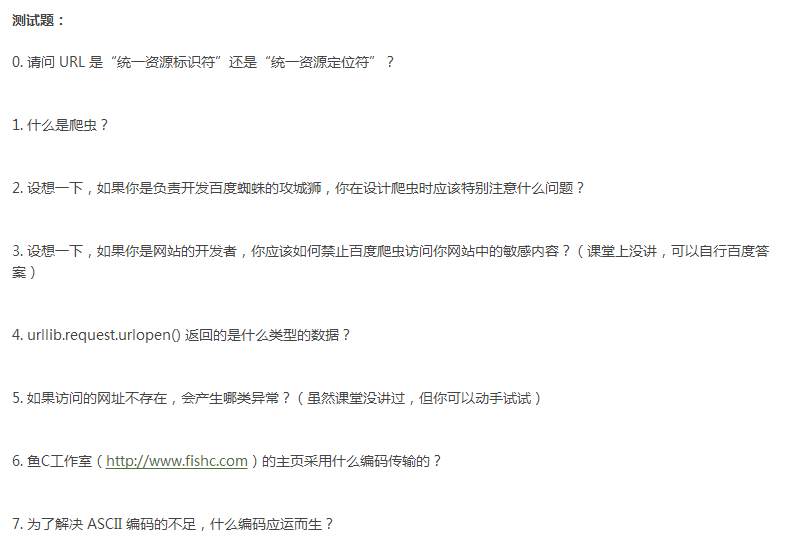 测试题：
0. 请问 URL 是“统一资源标识符”还是“统一资源定位符”？
1. 什么是爬虫？
2. 设想一下，如果你是负责开发百度蜘蛛的攻城狮，你在设计爬虫时应该特别注意什么问题？
3. 设想一下，如果你是网站的开发者，你应该如何禁止百度爬虫访问你网站中的敏感内容？（课堂上没讲，可以自行百度答
案）
4. urllib.request.urlopen() 返回的是什么类型的数据？
5. 如果访问的网址不存在，会产生哪类异常？（虽然课堂没讲过，但你可以动手试试）
6. 鱼C工作室（http://www.fishc.com）的主页采用什么编码传输的？
7. 为了解决 ASCII 编码的不足，什么编码应运而生？